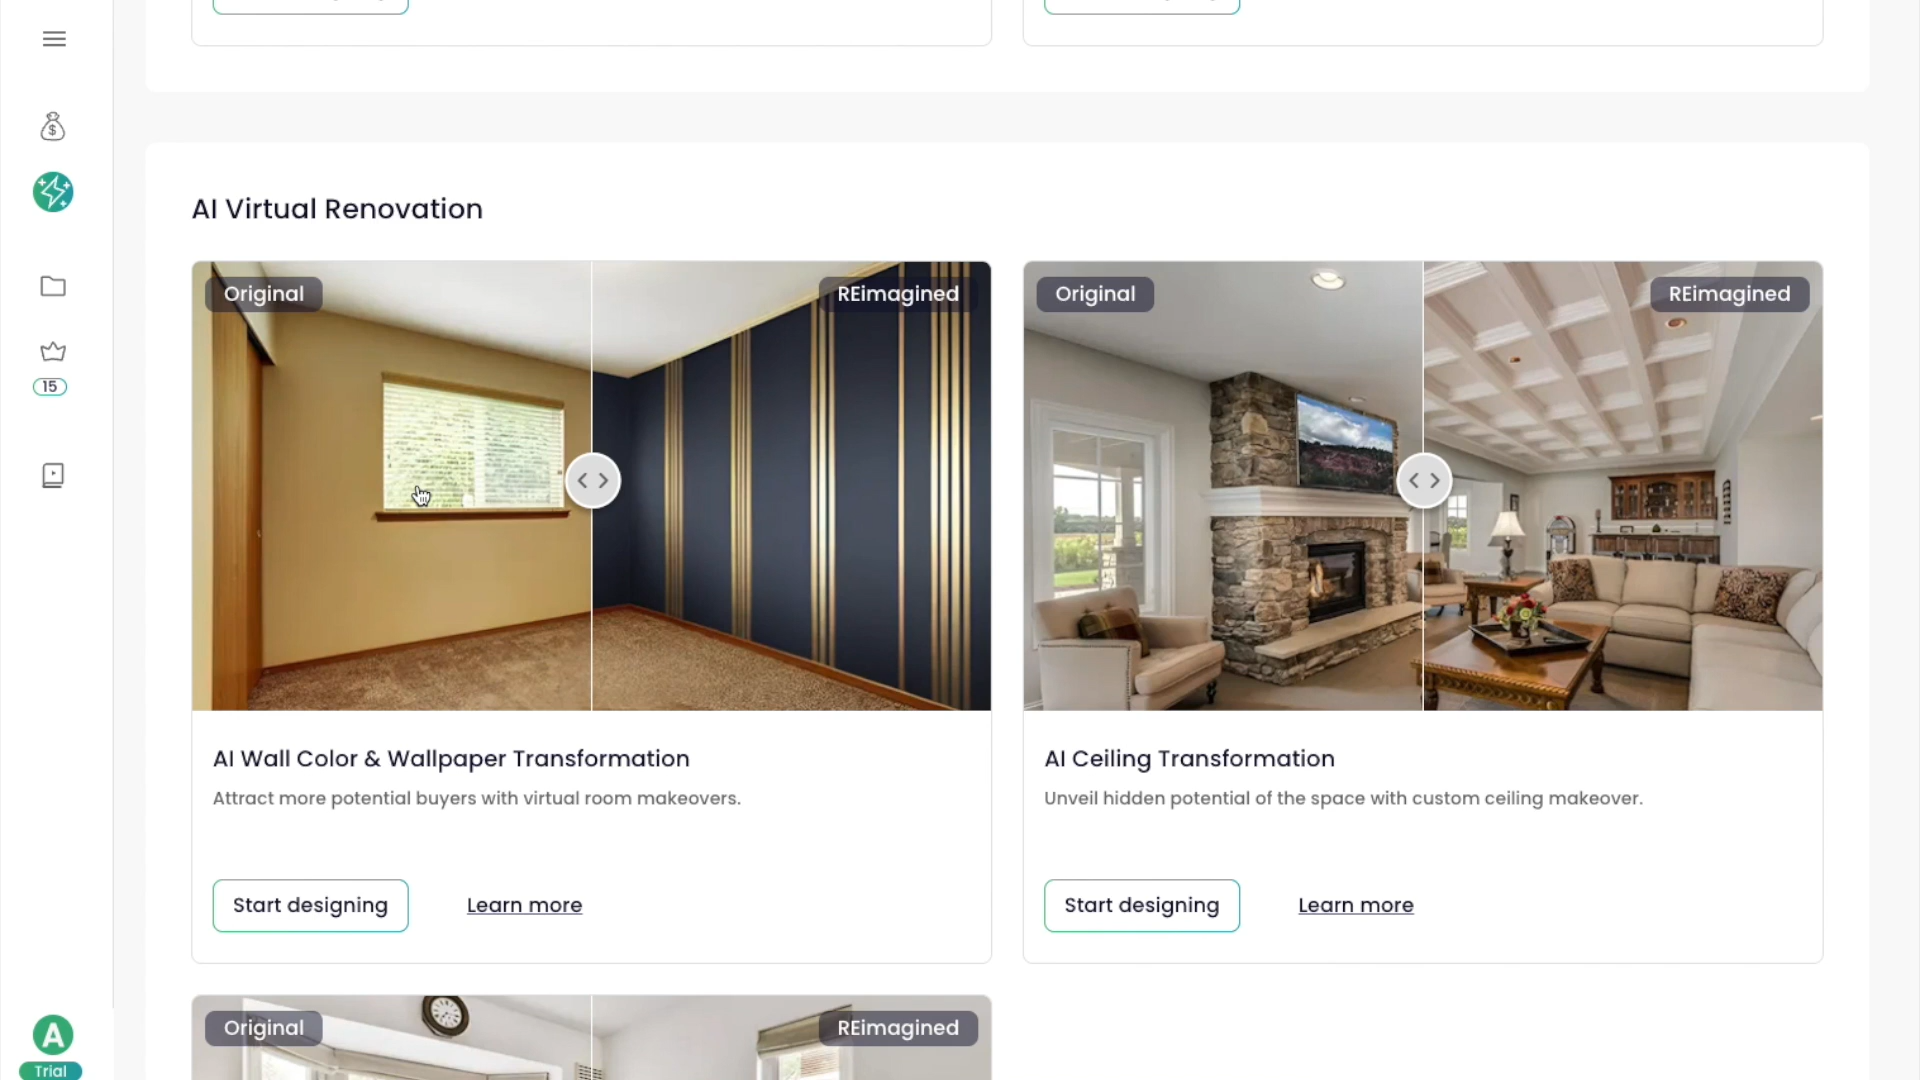 15
AI Virtual Renovation
Original
REimagined
Original
REimagined
AI Wall Color & Wallpaper Transformation
Attract more potential buyers with virtual room makeovers.
Start designing
Learn more
AI Ceiling Transformation
Unveil hidden potential of the space with custom ceiling makeover.
Start designing
Learn more
Original
REimagined
A
Trial